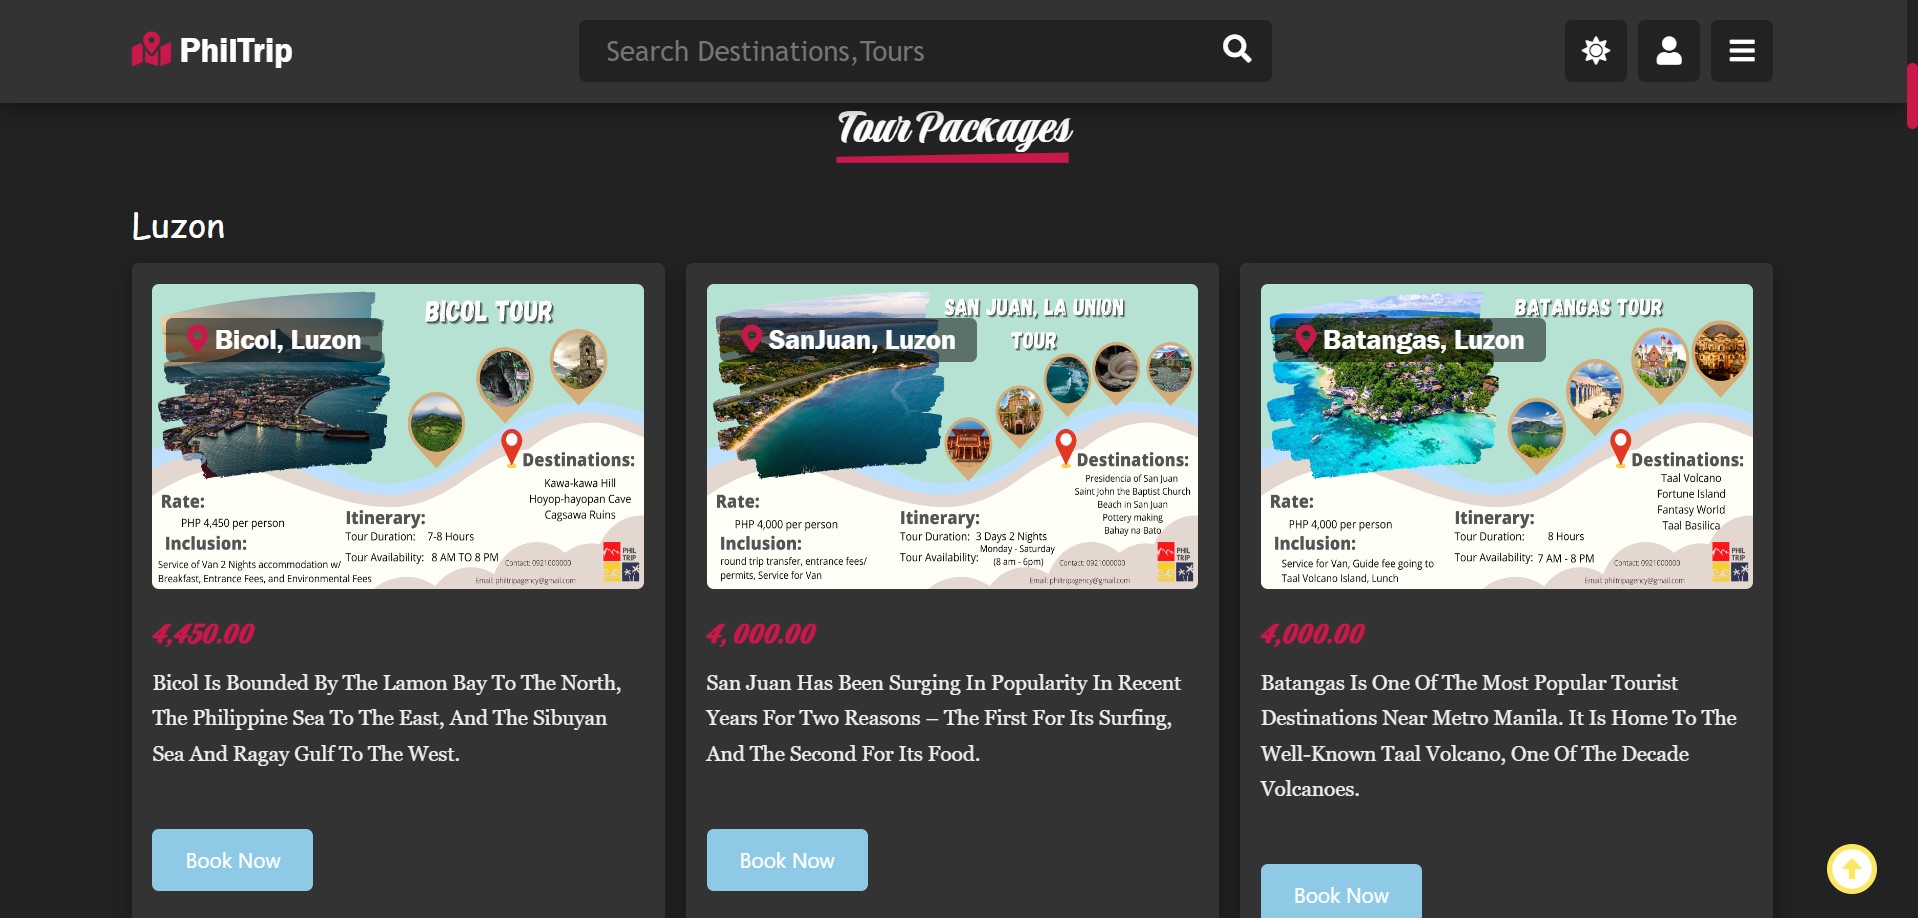 PhilTrip
Search Destinations,Tours
Tour Packages
Luzon
BICOL TOUR
Bicol, Luzon
Destinations:
Kawa-kawa Hill
Hoyop-hayopan Cave
Cagsawa Ruins
Rate:
PHP 4,450 per person
Itinerary:
Tour Duration: 7-8 Hours
Inclusion:
Tour Availability: 8 AM TO 8 PM
Service of Van 2 Nights accommodation w/
Breakfast, Entrance Fees, and Environmental Fees
Contact: 0921000000
Email: philtripagency@gmail.com
PHIL
TRIP
4,450.00
Bicol Is Bounded By The Lamon Bay To The North,
The Philippine Sea To The East, And The Sibuyan
Sea And Ragay Gulf To The West.
Book Now
SAN JUAN, LA UNION
TOUR
SanJuan, Luzon
Destinations:
Presidencia of San Juan
Saint John the Baptist Church
Beach in San Juan
Pottery making
Bahay na Bato
Rate:
PHP 4,000 per person
Itinerary:
Tour Duration: 3 Days 2 Nights
Inclusion:
Tour Availability: Monday - Saturday
(8 am - 6pm)
round trip transfer, entrance fees/
permits, Service for Van
Contact: 0921000000
Email: philtripagency@gmail.com
PHIL
TRIP
4, 000.00
San Juan Has Been Surging In Popularity In Recent
Years For Two Reasons – The First For Its Surfing,
And The Second For Its Food.
Book Now
BATANGAS TOUR
Batangas, Luzon
Destinations:
Taal Volcano
Fortune Island
Fantasy World
Taal Basilica
Rate:
PHP 4,000 per person
Itinerary:
Tour Duration: 8 Hours
Inclusion:
Tour Availability: 7 AM - 8 PM
Service for Van, Guide fee going to
Taal Volcano Island, Lunch
Contact: 0921000000
Email: philtripagency@gmail.com
PHIL
TRIP
4,000.00
Batangas Is One Of The Most Popular Tourist
Destinations Near Metro Manila. It Is Home To The
Well-Known Taal Volcano, One Of The Decade
Volcanoes.
Book Now